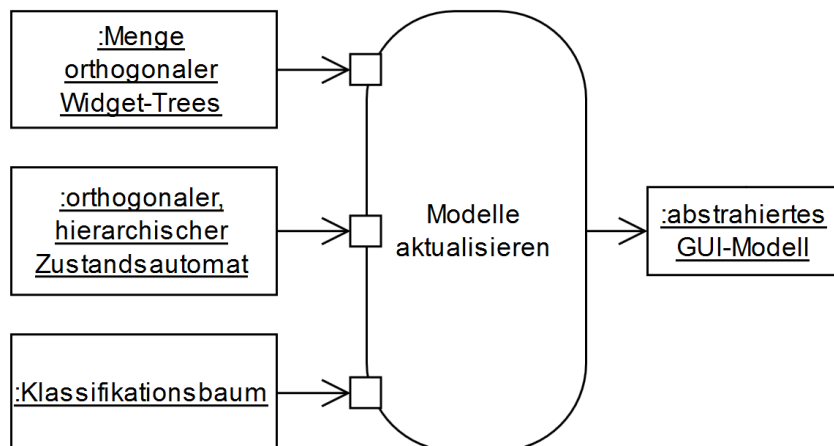 :Menge
orthogonaler
Widget-Trees
:orthogonaler,
hierarchischer
Zustandsautomat
:Klassifikationsbaum
Modelle
aktualisieren
:abstrahiertes
GUI-Modell